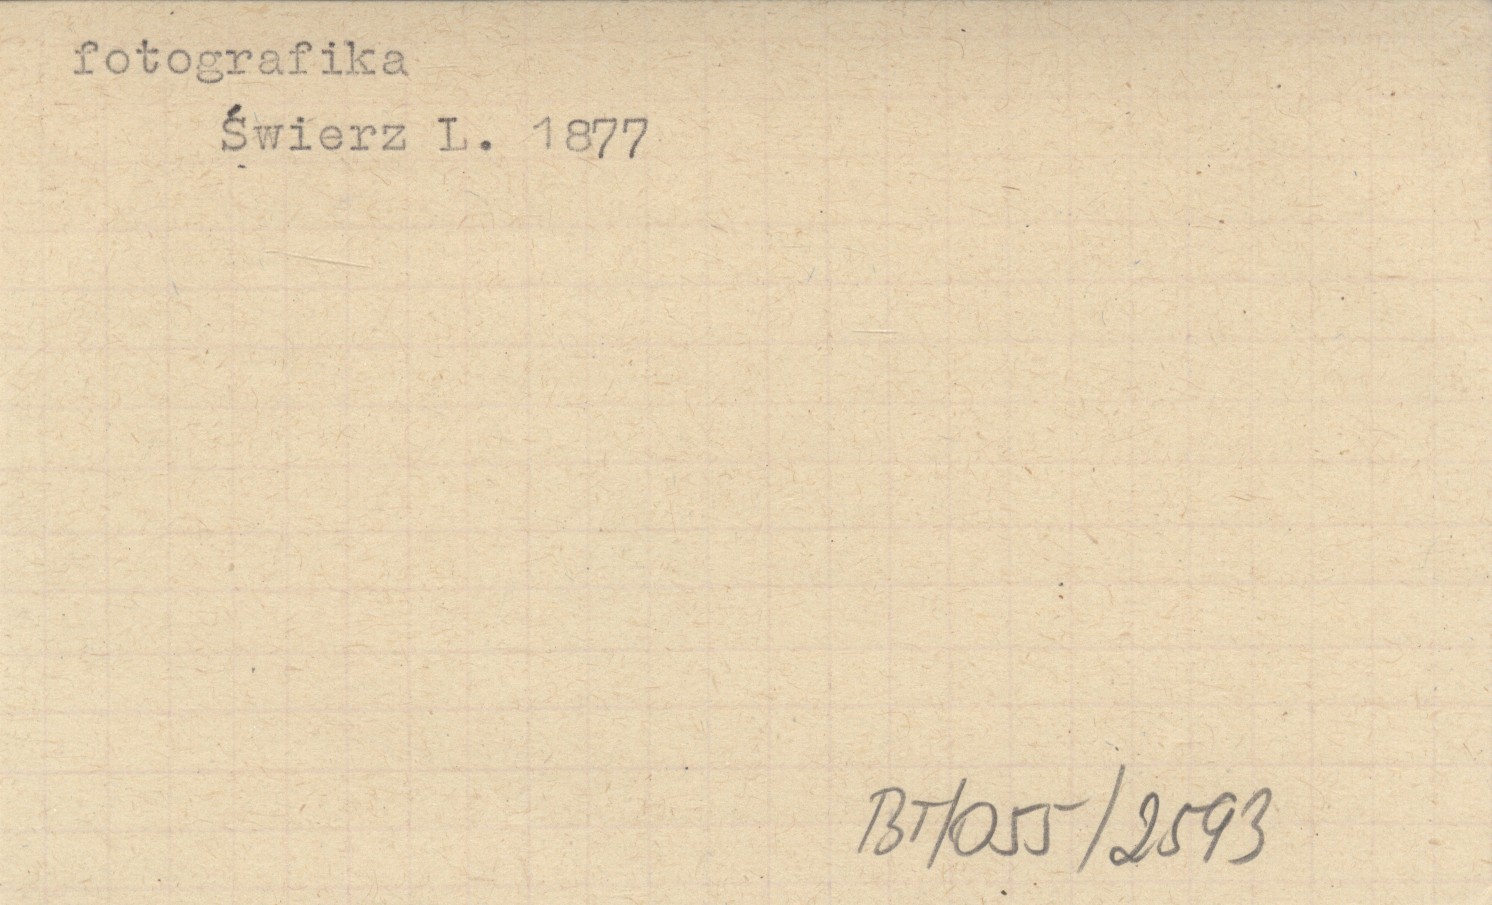 fotografika
Świerz L. 1877
BT/055/2593